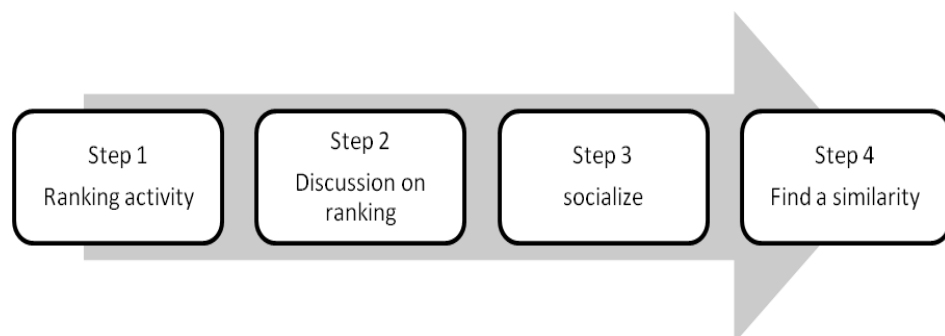 Step 1
Ranking activity
Step 2
Discussion on
ranking
Step 3
socialize
Step 4
Find a similarity